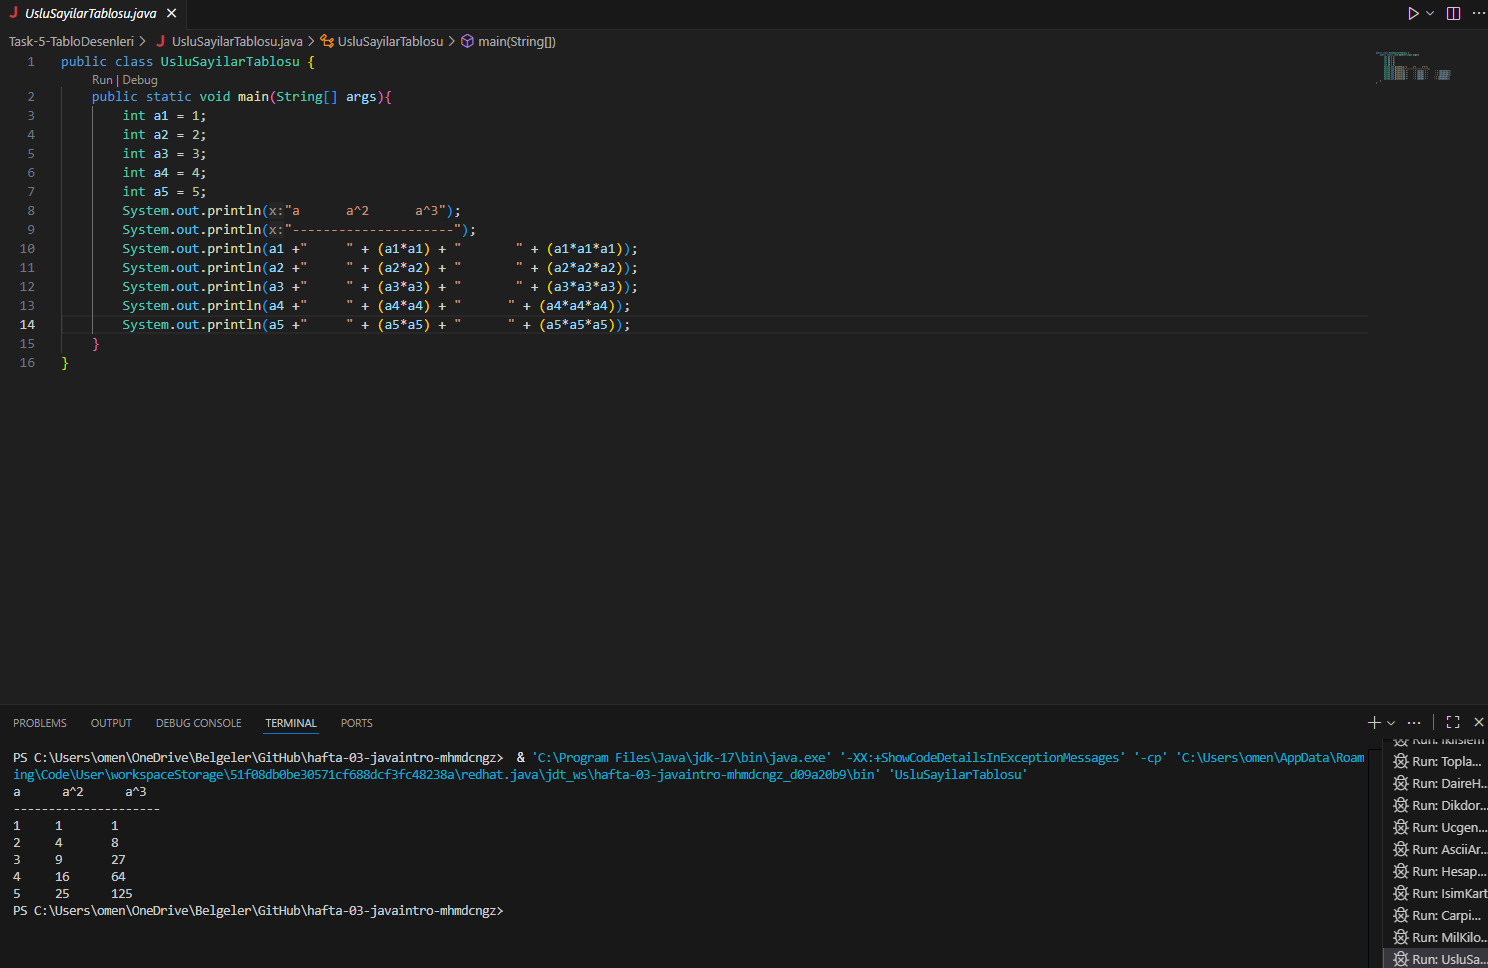 UsluSayilarTablosu.java
Task-5-TabloDesenleri > UsluSayilarTablosu.java > UsluSayilarTablosu > main(String[])
1 public class UsluSayilarTablosu {
Run | Debug
2     public static void main(String[] args){
3         int a1 = 1;
4         int a2 = 2;
5         int a3 = 3;
6         int a4 = 4;
7         int a5 = 5;
8         System.out.println(x:"a      a^2      a^3");
9         System.out.println(x:"---------------------");
10         System.out.println(a1 +"     " + (a1*a1) + "       " + (a1*a1*a1));
11         System.out.println(a2 +"     " + (a2*a2) + "       " + (a2*a2*a2));
12         System.out.println(a3 +"     " + (a3*a3) + "       " + (a3*a3*a3));
13         System.out.println(a4 +"     " + (a4*a4) + "      " + (a4*a4*a4));
14         System.out.println(a5 +"     " + (a5*a5) + "      " + (a5*a5*a5));
15     }
16 }
PROBLEMS OUTPUT DEBUG CONSOLE TERMINAL PORTS
PS C:\Users\omen\OneDrive\Belgeler\GitHub\hafta-03-javaintro-mhmdcngz>  & 'C:\Program Files\Java\jdk-17\bin\java.exe' '-XX:+ShowCodeDetailsInExceptionMessages' '-cp' 'C:\Users\omen\AppData\Roam
ing\Code\User\workspaceStorage\51f08db0be30571cf688dcf3fc48238a\redhat.java\jdt_ws\hafta-03-javaintro-mhmdcngz_d09a20b9\bin' 'UsluSayilarTablosu'
a      a^2      a^3
---------------------
1     1       1
2     4       8
3     9       27
4     16      64
5     25      125
PS C:\Users\omen\OneDrive\Belgeler\GitHub\hafta-03-javaintro-mhmdcngz>
Run: Topla...
Run: DaireH...
Run: Dikdor...
Run: Ucgen...
Run: AsciiAr...
Run: Hesap...
Run: IsimKart
Run: Carpi...
Run: MilKilo...
Run: UsluSa...